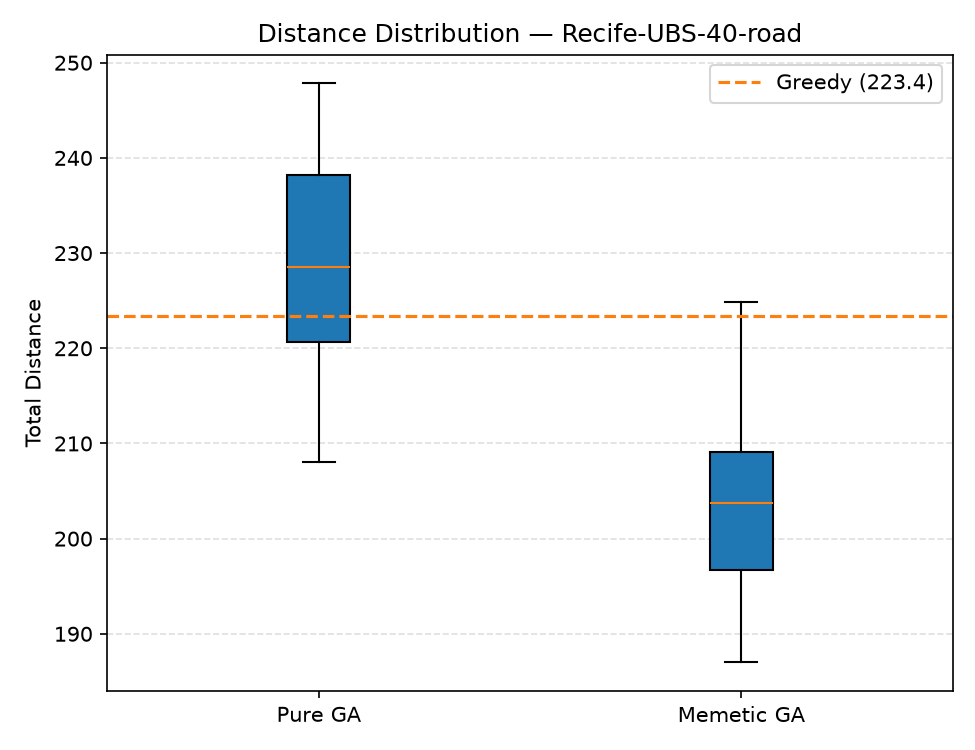 Distance Distribution — Recife-UBS-40-road
Greedy (223.4)
Total Distance
250
240
230
220
210
200
190
Pure GA
Memetic GA